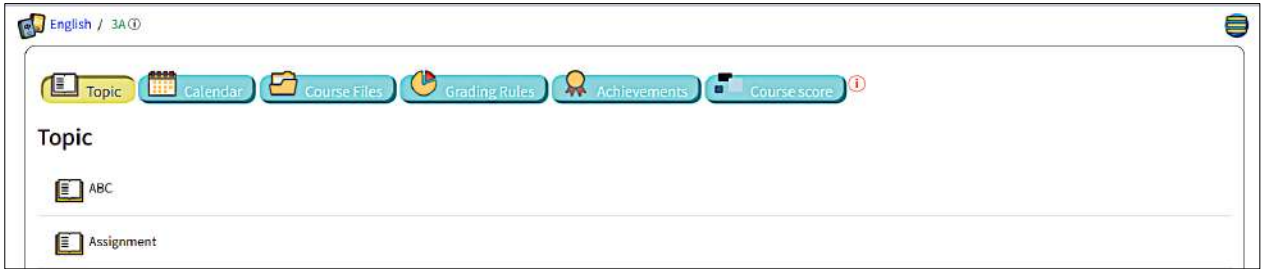 English / 3A ⓘ
Topic Calendar Course Files Grading Rules Achievements Course score ⓘ
Topic
ABC
Assignment